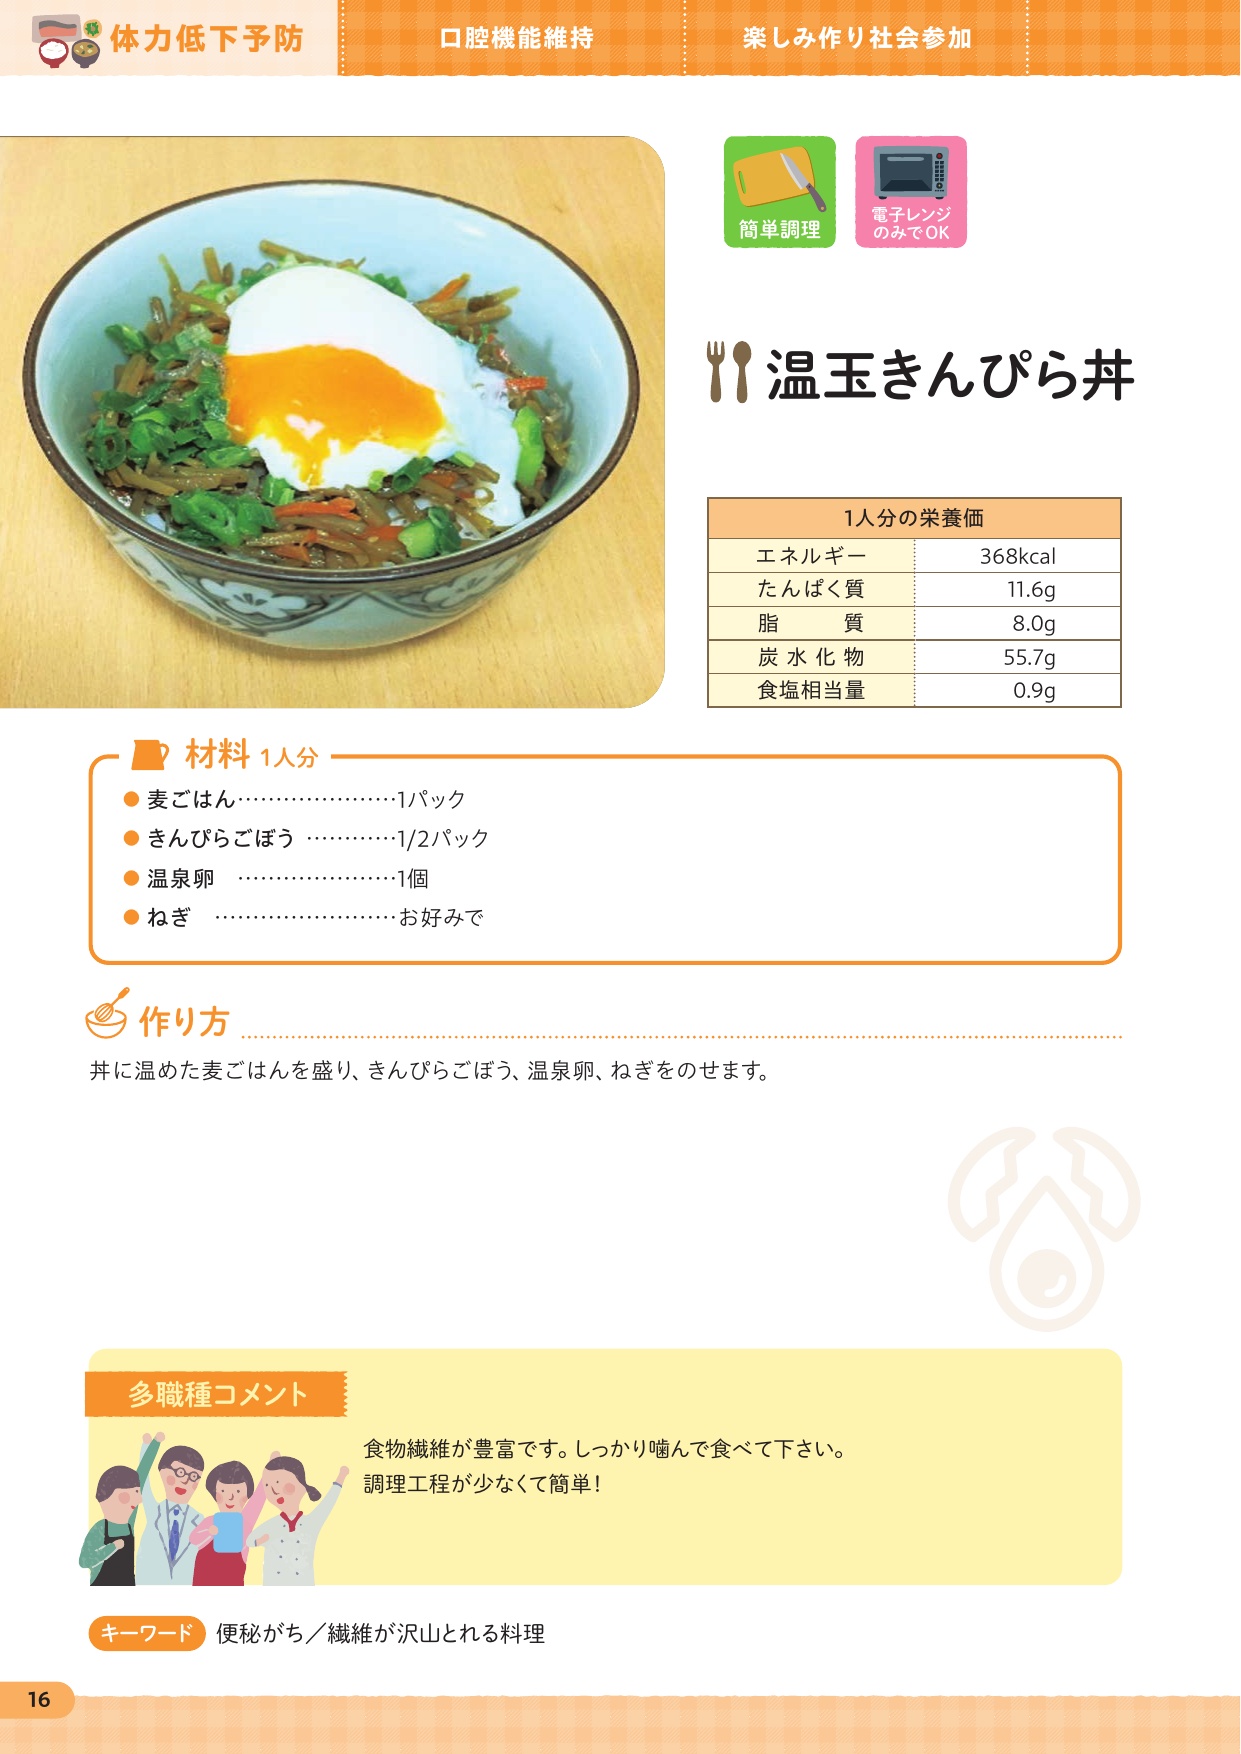 体力低下予防
口腔機能維持
楽しみ作り社会参加
簡単調理
電子レンジ
のみでOK
温玉きんぴら丼
1人分の栄養価
エネルギー 368kcal
たんぱく質 11.6g
脂　　質 8.0g
炭水化物 55.7g
食塩相当量 0.9g
材料 1人分
● 麦ごはん…………………1パック
● きんぴらごぼう …………1/2パック
● 温泉卵 …………………1個
● ねぎ ……………………お好みで
作り方
丼に温めた麦ごはんを盛り、きんぴらごぼう、温泉卵、ねぎをのせます。
多職種コメント
食物繊維が豊富です。しっかり噛んで食べて下さい。
調理工程が少なくて簡単！
キーワード 便秘がち／繊維が沢山とれる料理
16